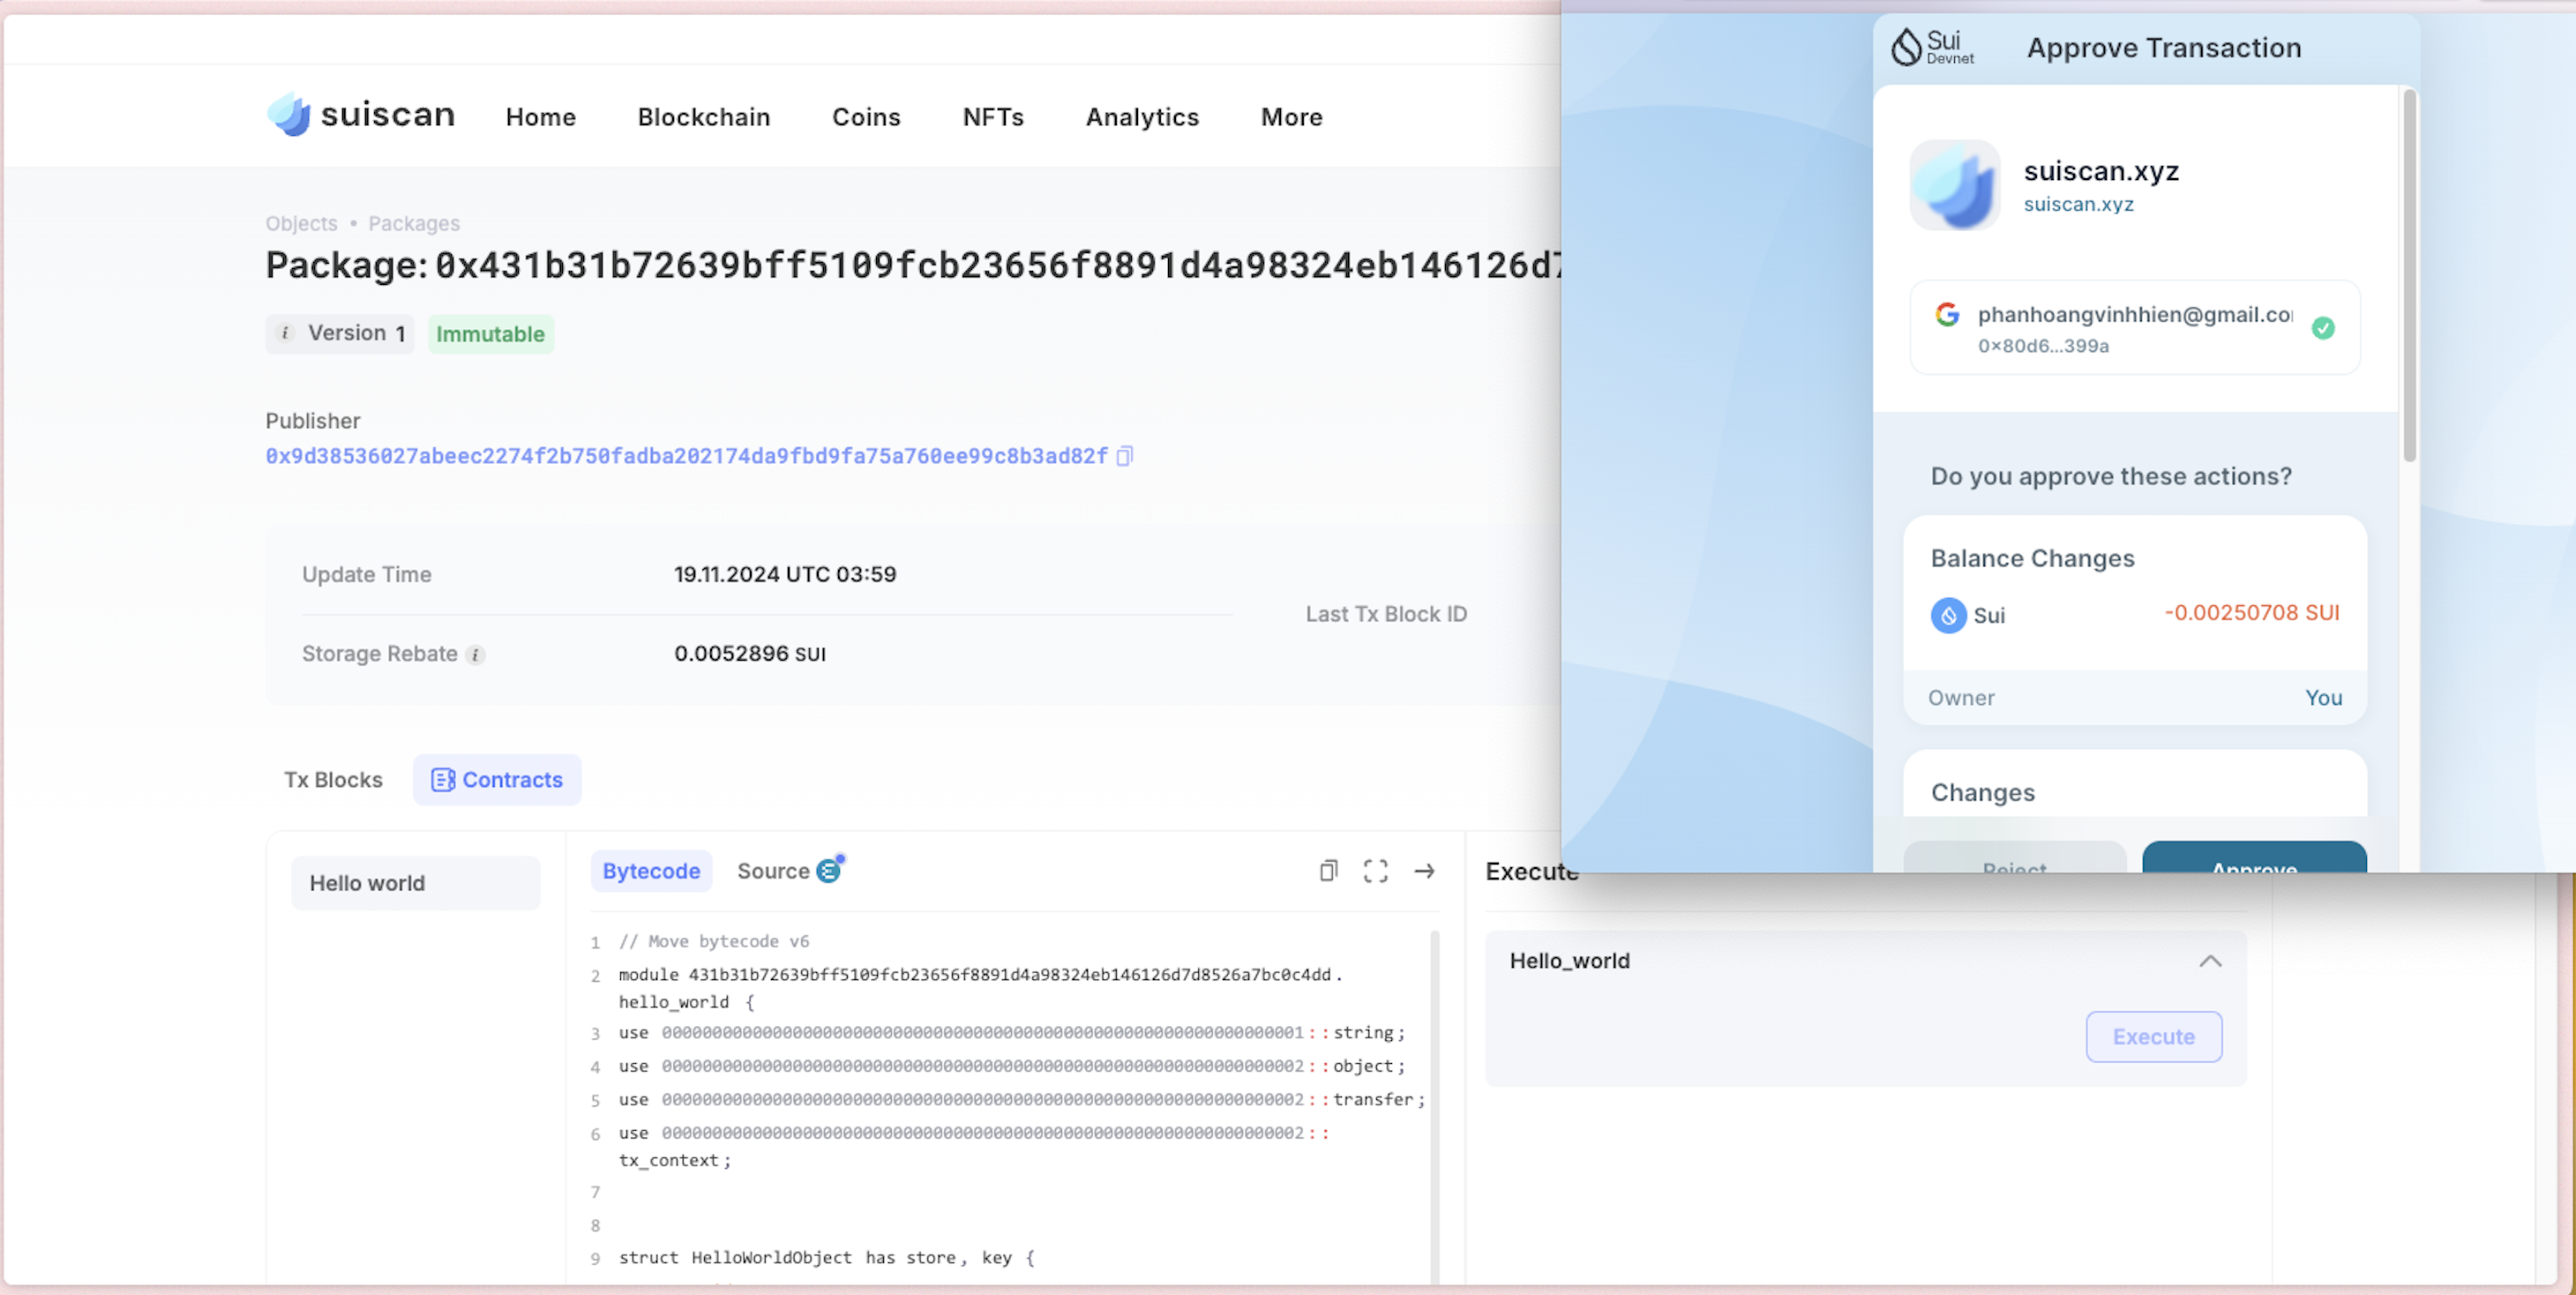 suiscan
Home
Blockchain
Coins
NFTs
Analytics
More
Objects • Packages
Package: 0x431b31b72639bff5109fcb23656f8891d4a98324eb146126d7
i Version 1
Immutable
Publisher
0x9d38536027abeec2274f2b750fadba202174da9fbd9fa75a760ee99c8b3ad82f
Update Time
19.11.2024 UTC 03:59
Storage Rebate i
0.0052896 SUI
Last Tx Block ID
Tx Blocks
Contracts
Hello world
Bytecode
Source
1 // Move bytecode v6
2 module 431b31b72639bff5109fcb23656f8891d4a98324eb146126d7d8526a7bc0c4dd.
hello_world {
3 use 0000000000000000000000000000000000000000000000000000000000000001::string;
4 use 0000000000000000000000000000000000000000000000000000000000000002::object;
5 use 0000000000000000000000000000000000000000000000000000000000000002::transfer;
6 use 0000000000000000000000000000000000000000000000000000000000000002::
tx_context;
7
8
9 struct HelloWorldObject has store, key {
Execute
Hello_world
Execute
Sui
Devnet
Approve Transaction
suiscan.xyz
suiscan.xyz
phanhoangvinhhien@gmail.co
0×80d6...399a
Do you approve these actions?
Balance Changes
Sui
-0.00250708 SUI
Owner
You
Changes
Reject
Approve